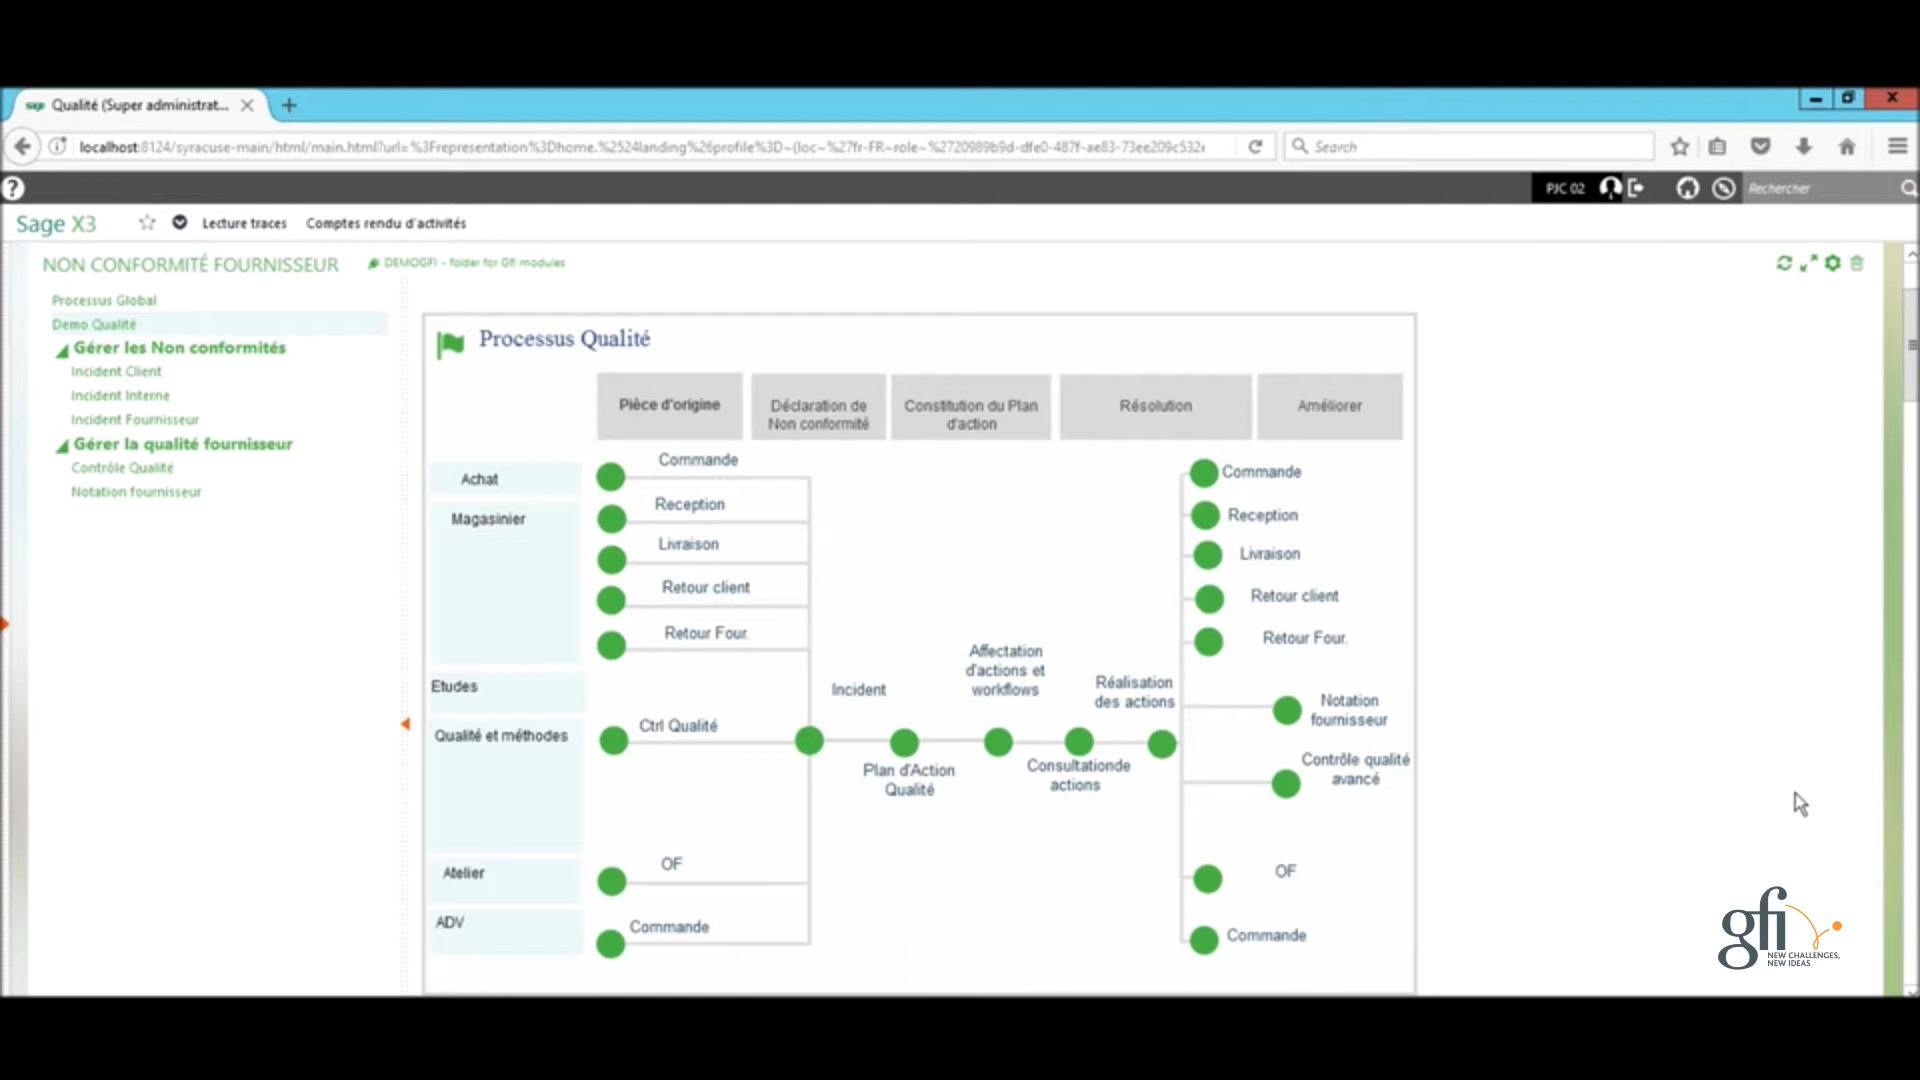 sage Qualité (Super administrat...
localhost:8124/syracuse-main/html/main.html?url=%3Frepresentation%3Dhome.%2524landing%26profile%3D~(loc~%27fr-FR~role~%2720989b9d-dfe0-487f-ae83-73ee209c532
Search
PJC 02
Rechercher
Sage X3
Lecture traces
Comptes rendu d'activités
NON CONFORMITÉ FOURNISSEUR
DEMOGFI - folder for Gfi modules
Processus Global
Demo Qualité
Gérer les Non conformités
Incident Client
Incident Interne
Incident Fournisseur
Gérer la qualité fournisseur
Contrôle Qualité
Notation fournisseur
Processus Qualité
Pièce d'origine
Déclaration de
Non conformité
Constitution du Plan
d'action
Résolution
Améliorer
Achat
Magasinier
Etudes
Qualité et méthodes
Atelier
ADV
Commande
Reception
Livraison
Retour client
Retour Four.
Ctrl Qualité
OF
Commande
Incident
Plan d'Action
Qualité
Affectation
d'actions et
workflows
Consultationde
actions
Réalisation
des actions
Commande
Reception
Livraison
Retour client
Retour Four.
Notation
fournisseur
Contrôle qualité
avancé
OF
Commande
gfi
NEW CHALLENGES,
NEW IDEAS